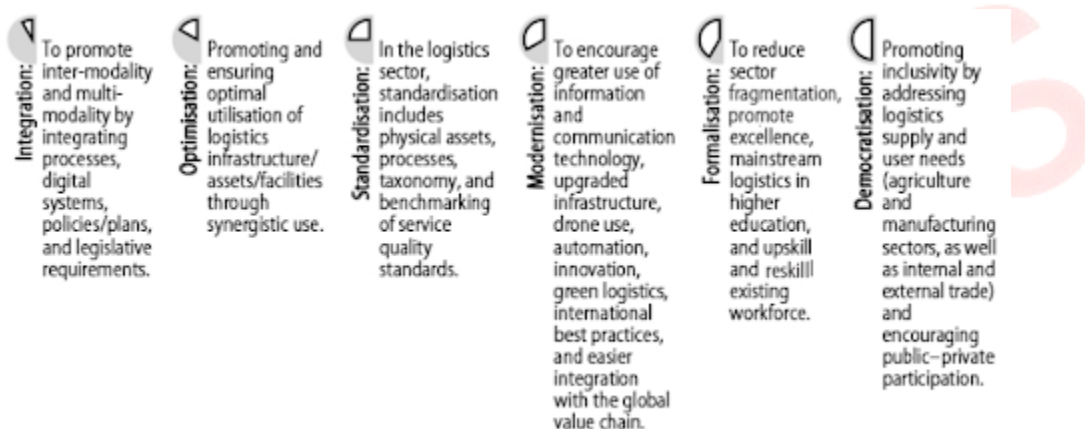 Integration:
To promote
inter-modality
and multi-
modality by
integrating
processes,
digital
systems,
policies/plans,
and legislative
requirements.
Optimisation:
Promoting and
ensuring
optimal
utilisation of
logistics
infrastructure/
assets/facilities
through
synergistic use.
Standardisation:
In the logistics
sector,
standardisation
includes
physical assets,
processes,
taxonomy, and
benchmarking
of service
quality
standards.
Modernisation:
To encourage
greater use of
information
and
communication
technology,
upgraded
infrastructure,
drone use,
automation,
innovation,
green logistics,
international
best practices,
and easier
integration
with the global
value chain.
Formalisation:
To reduce
sector
fragmentation,
promote
excellence,
mainstream
logistics in
higher
education,
and upskill
and reskilll
existing
workforce.
Democratisation:
Promoting
inclusivity by
addressing
logistics
supply and
user needs
(agriculture
and
manufacturing
sectors, as well
as internal and
external trade)
and
encouraging
public–private
participation.